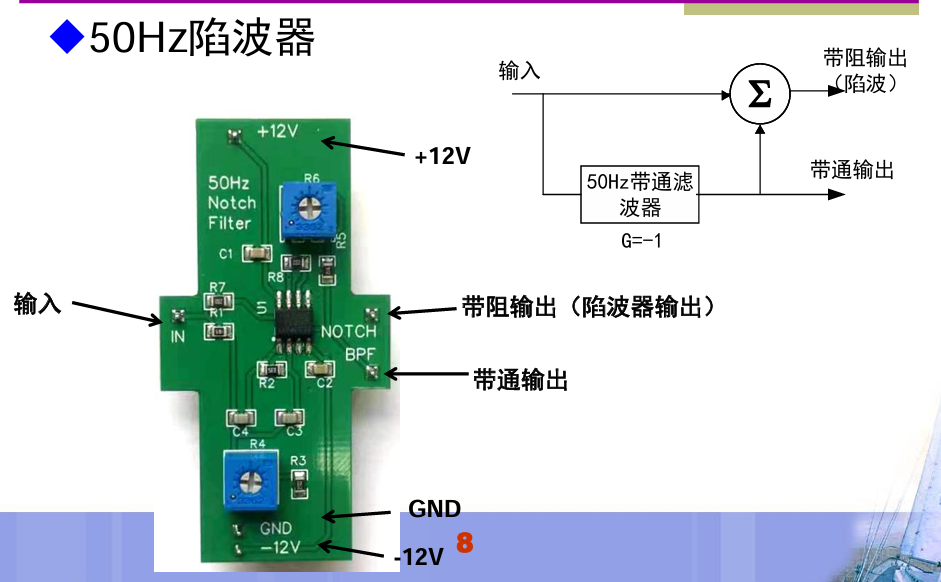 50Hz陷波器
输入
带阻输出
（陷波）
Σ
带通输出
50Hz带通滤
波器
G=-1
+12V
+12V
50Hz
Notch
Filter
R6
R5
C1
R8
R7
R1
U1
输入
IN
NOTCH
BPF
带阻输出（陷波器输出）
带通输出
R2
C2
C4
C3
R4
R3
GND
-12V
GND
-12V
8